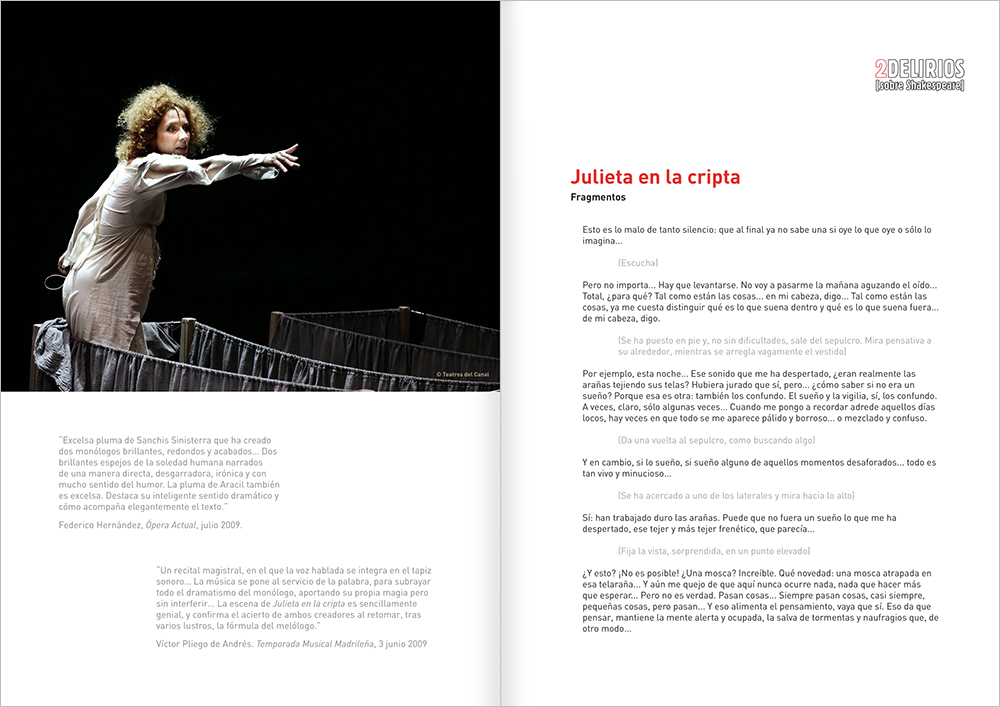 © Teatros del Canal
"Excelsa pluma de Sanchis Sinisterra que ha creado
dos monólogos brillantes, redondos y acabados... Dos
brillantes espejos de la soledad humana narrados
de una manera directa, desgarradora, irónica y con
mucho sentido del humor. La pluma de Aracil también
es excelsa. Destaca su inteligente sentido dramático y
cómo acompaña elegantemente el texto."
Federico Hernández, Ópera Actual, julio 2009.
"Un recital magistral, en el que la voz hablada se integra en el tapiz
sonoro... La música se pone al servicio de la palabra, para subrayar
todo el dramatismo del monólogo, aportando su propia magia pero
sin interferir... La escena de Julieta en la cripta es sencillamente
genial, y confirma el acierto de ambos creadores al retomar, tras
varios lustros, la fórmula del melólogo."
Víctor Pliego de Andrés. Temporada Musical Madrileña, 3 junio 2009
2DELIRIOS
[sobre Shakespeare]
Julieta en la cripta
Fragmentos
Esto es lo malo de tanto silencio: que al final ya no sabe una si oye lo que oye o sólo lo
imagina...
(Escucha)
Pero no importa... Hay que levantarse. No voy a pasarme la mañana aguzando el oído...
Total, ¿para qué? Tal como están las cosas... en mi cabeza, digo... Tal como están las
cosas, ya me cuesta distinguir qué es lo que suena dentro y qué es lo que suena fuera...
de mi cabeza, digo.
(Se ha puesto en pie y, no sin dificultades, sale del sepulcro. Mira pensativa a
su alrededor, mientras se arregla vagamente el vestido)
Por ejemplo, esta noche... Ese sonido que me ha despertado, ¿eran realmente las
arañas tejiendo sus telas? Hubiera jurado que sí, pero... ¿cómo saber si no era un
sueño? Porque esa es otra: también los confundo. El sueño y la vigilia, sí, los confundo.
A veces, claro, sólo algunas veces... Cuando me pongo a recordar adrede aquellos días
locos, hay veces en que todo se me aparece pálido y borroso... o mezclado y confuso.
(Da una vuelta al sepulcro, como buscando algo)
Y en cambio, si lo sueño, si sueño alguno de aquellos momentos desaforados... todo es
tan vivo y minucioso...
(Se ha acercado a uno de los laterales y mira hacia lo alto)
Sí: han trabajado duro las arañas. Puede que no fuera un sueño lo que me ha
despertado, ese tejer y más tejer frenético, que parecía...
(Fija la vista, sorprendida, en un punto elevado)
¿Y esto? ¡No es posible! ¿Una mosca? Increíble. Qué novedad: una mosca atrapada en
esa telaraña... Y aún me quejo de que aquí nunca ocurre nada, nada que hacer más
que esperar... Pero no es verdad. Pasan cosas... Siempre pasan cosas, casi siempre,
pequeñas cosas, pero pasan... Y eso alimenta el pensamiento, vaya que sí. Eso da que
pensar, mantiene la mente alerta y ocupada, la salva de tormentas y naufragios que, de
otro modo...